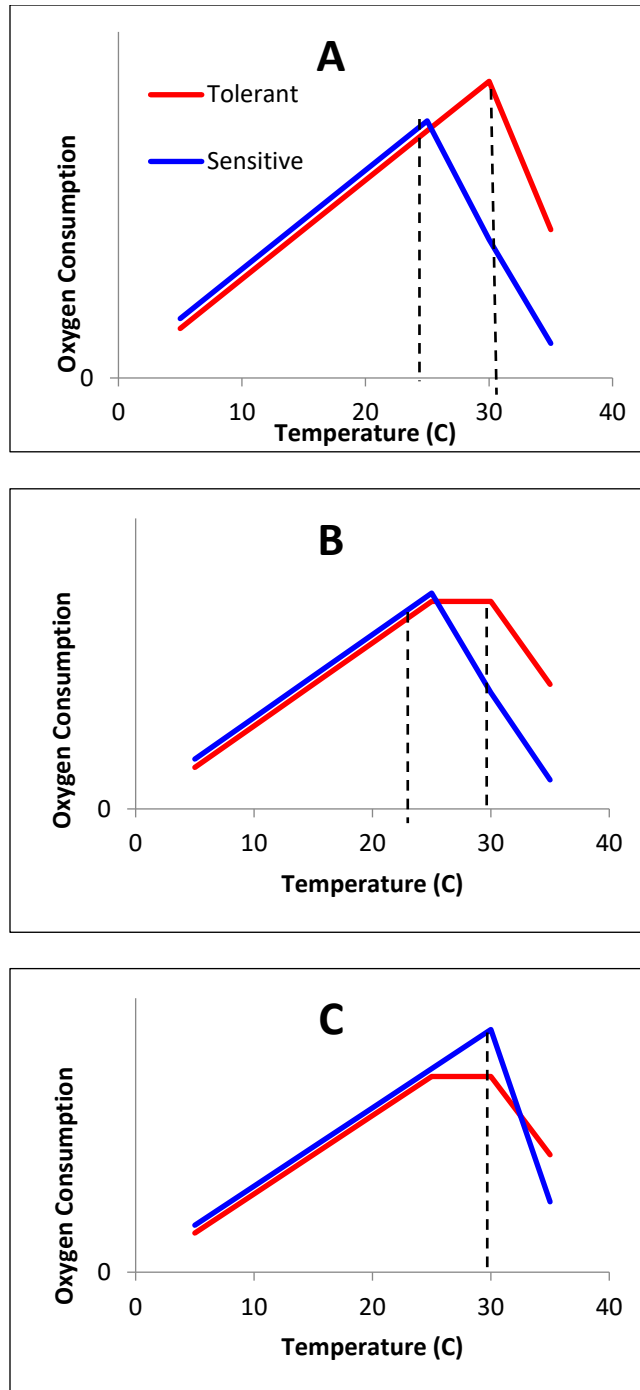 A
Tolerant
Sensitive
Oxygen Consumption
0
0 10 20 30 40
Temperature (C)
B
Oxygen Consumption
0
0 10 20 30 40
Temperature (C)
C
Oxygen Consumption
0
0 10 20 30 40
Temperature (C)